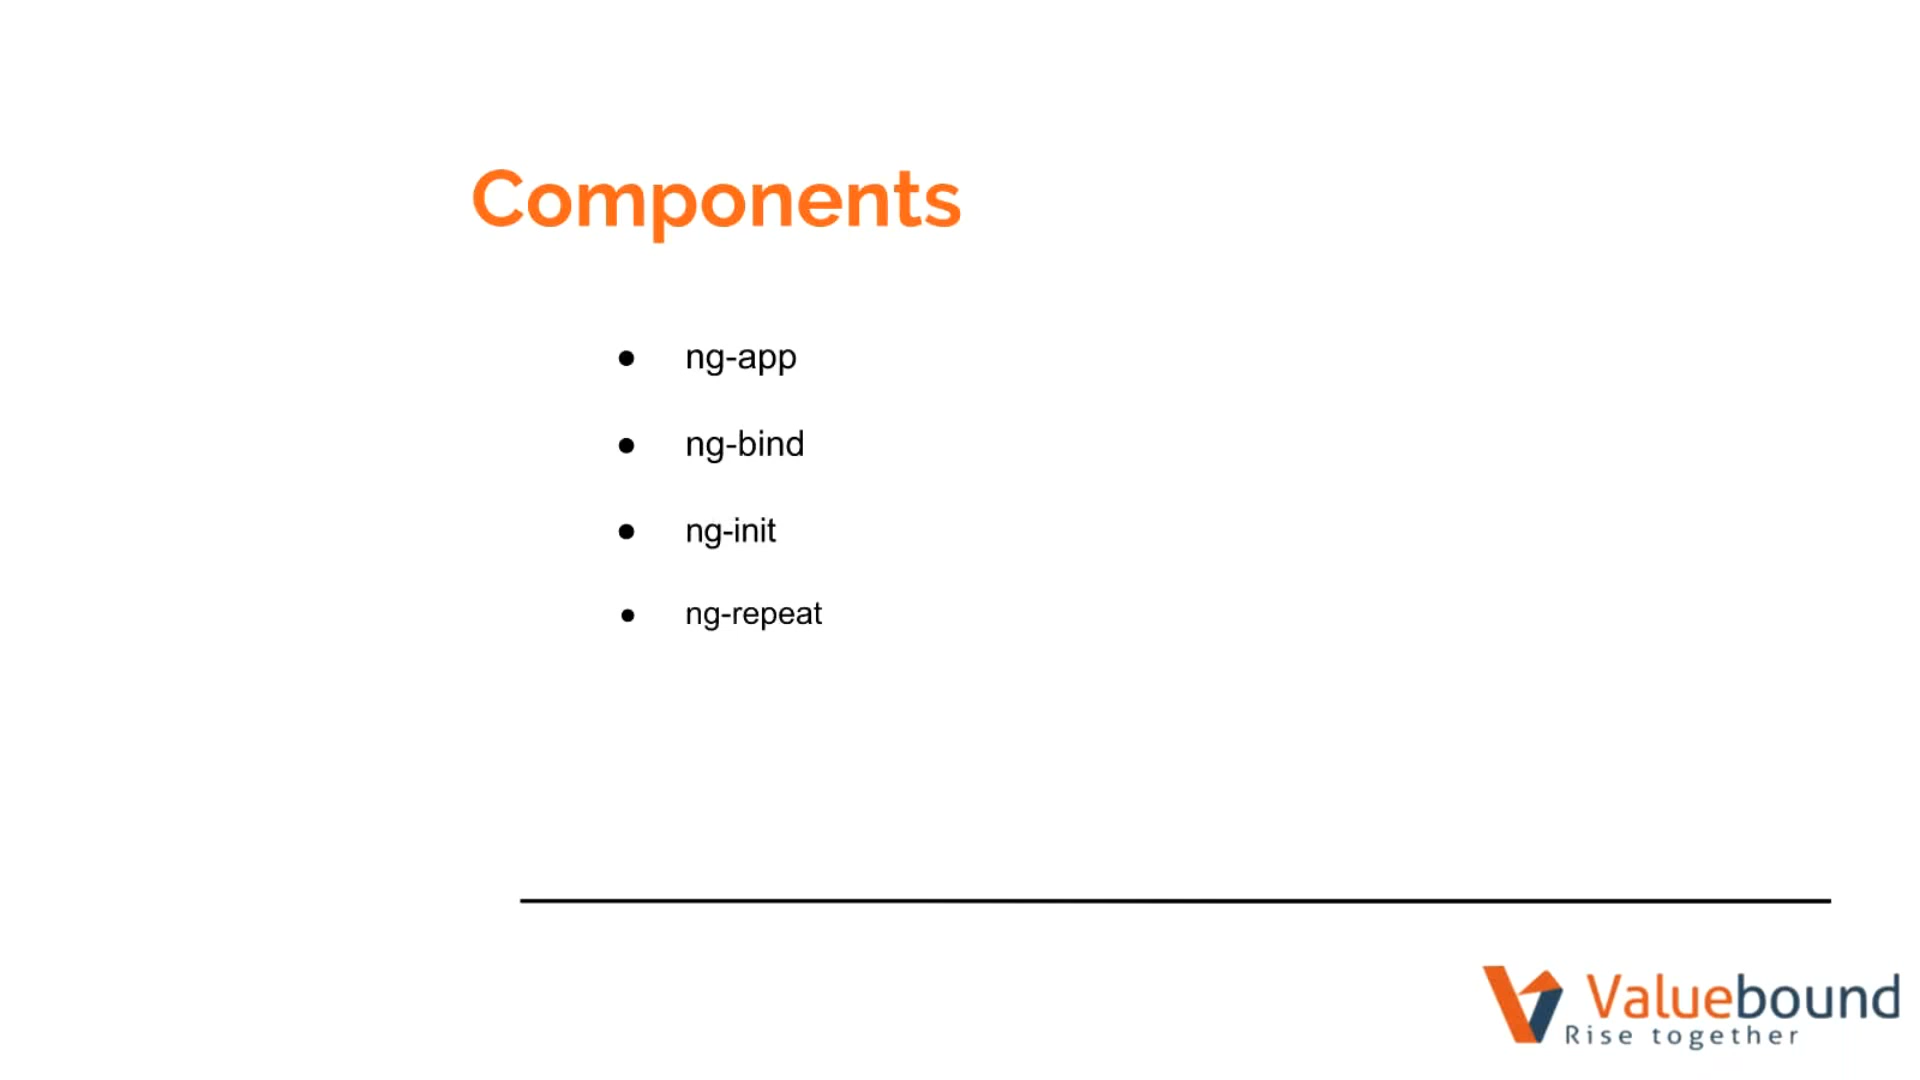 Components
● ng-app
● ng-bind
● ng-init
● ng-repeat
Valuebound
Rise together